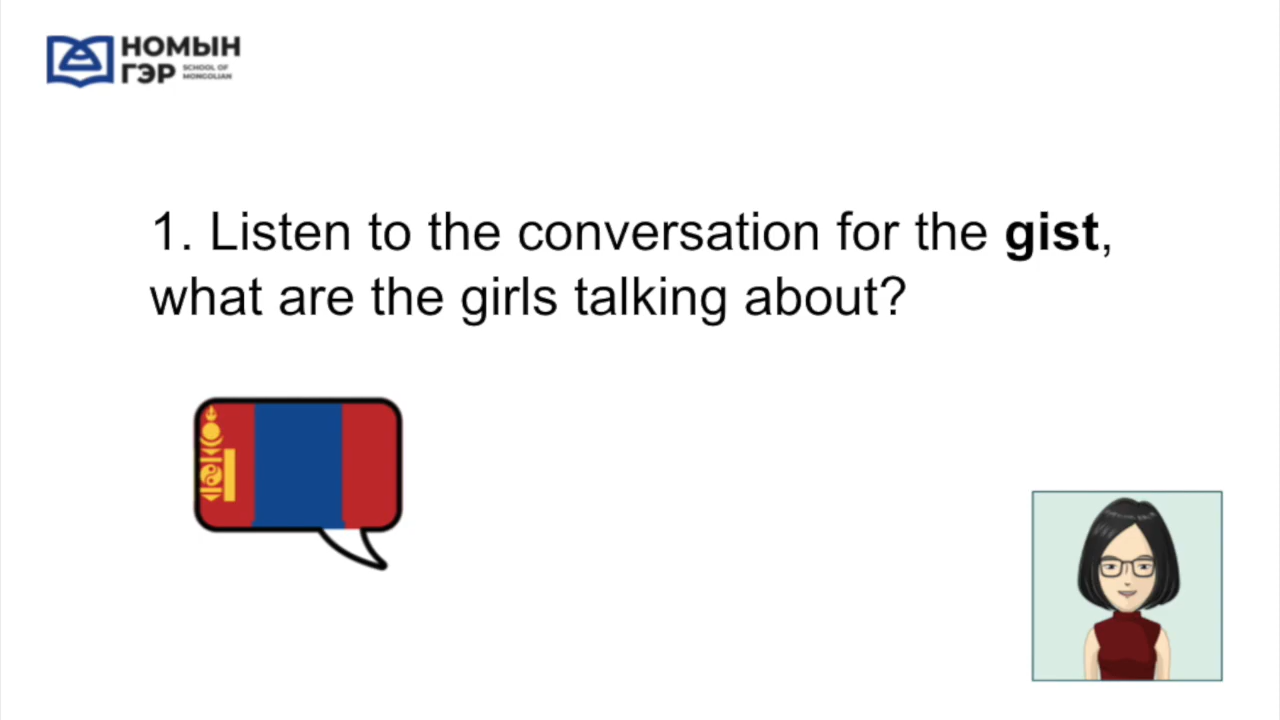 НОМЫН
ГЭР SCHOOL OF
MONGOLIAN
1. Listen to the conversation for the gist,
what are the girls talking about?